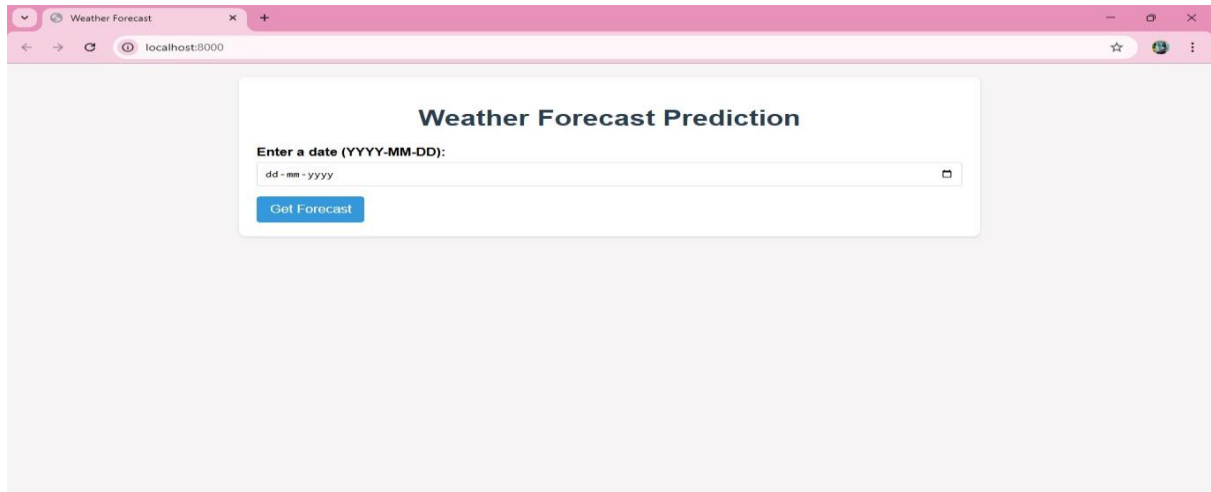 Weather Forecast
localhost:8000
Weather Forecast Prediction
Enter a date (YYYY-MM-DD):
dd-mm-yyyy
Get Forecast